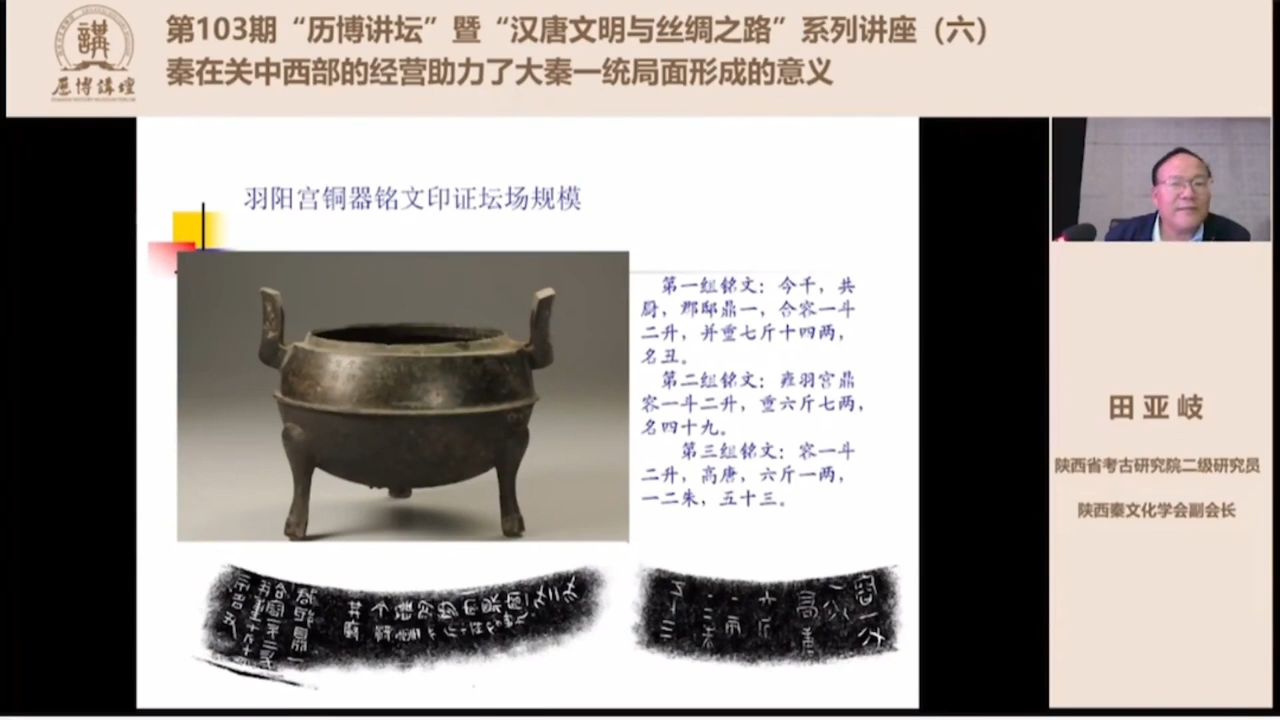 第103期“历博讲坛”暨“汉唐文明与丝绸之路”系列讲座（六）
秦在关中西部的经营助力了大秦一统局面形成的意义
講
历博講壇
羽阳宫铜器铭文印证坛场规模
第一组铭文：今千，共
厨，郡邸鼎一，合容一斗
二升，并重七斤十四两，
名丑。
第二组铭文：雍羽宫鼎
容一斗二升，重六斤七两，
名四十九。
第三组铭文：容一斗
二升，高唐，六斤一两，
一二朱，五十三。
田亚岐
陕西省考古研究院二级研究员
陕西秦文化学会副会长